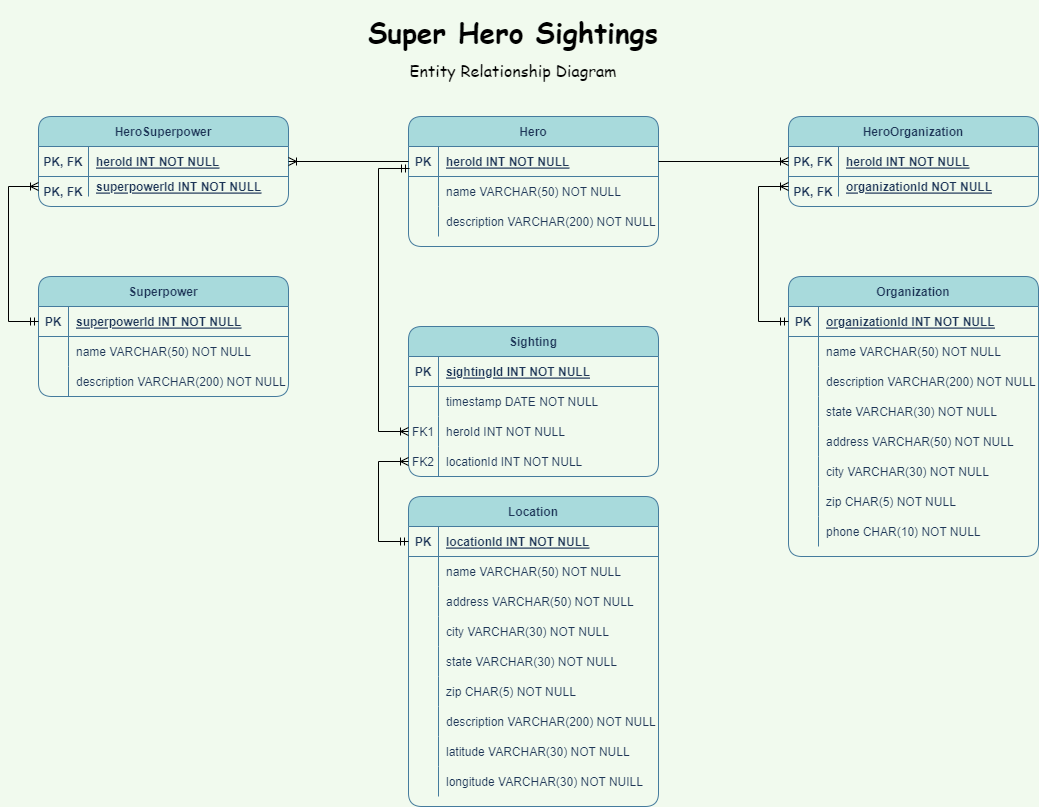 Super Hero Sightings
Entity Relationship Diagram
HeroSuperpower
PK, FK heroId INT NOT NULL
PK, FK superpowerId INT NOT NULL
Hero
PK heroId INT NOT NULL
name VARCHAR(50) NOT NULL
description VARCHAR(200) NOT NULL
HeroOrganization
PK, FK heroId INT NOT NULL
PK, FK organizationId NOT NULL
Superpower
PK superpowerId INT NOT NULL
name VARCHAR(50) NOT NULL
description VARCHAR(200) NOT NULL
Sighting
PK sightingId INT NOT NULL
timestamp DATE NOT NULL
FK1 heroId INT NOT NULL
FK2 locationId INT NOT NULL
Organization
PK organizationId INT NOT NULL
name VARCHAR(50) NOT NULL
description VARCHAR(200) NOT NULL
state VARCHAR(30) NOT NULL
address VARCHAR(50) NOT NULL
city VARCHAR(30) NOT NULL
zip CHAR(5) NOT NULL
phone CHAR(10) NOT NULL
Location
PK locationId INT NOT NULL
name VARCHAR(50) NOT NULL
address VARCHAR(50) NOT NULL
city VARCHAR(30) NOT NULL
state VARCHAR(30) NOT NULL
zip CHAR(5) NOT NULL
description VARCHAR(200) NOT NULL
latitude VARCHAR(30) NOT NULL
longitude VARCHAR(30) NOT NUILL